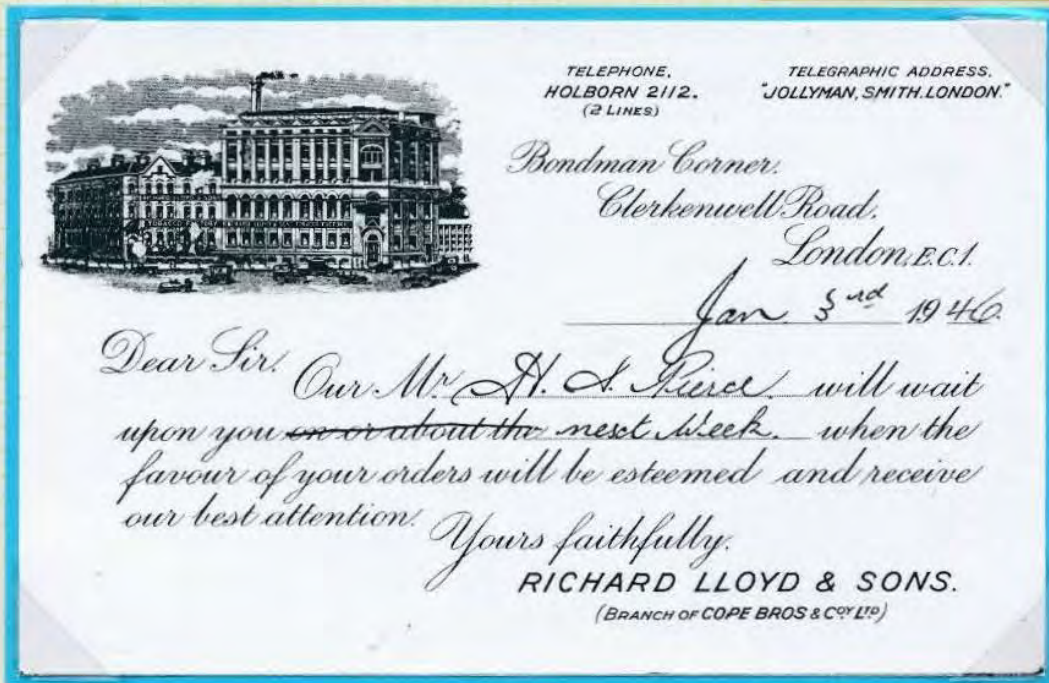 TELEPHONE,
HOLBORN 2112.
(2 LINES)
TELEGRAPHIC ADDRESS.
"JOLLYMAN, SMITH. LONDON."
Bondman Corner.
Clerkenwell Road.
London, E.C.1.
Jan. 3rd 1946.
Dear Sir.
Our Mr. H. S. Pierce. will wait
upon you on or about the next Week. when the
favour of your orders will be esteemed and receive
our best attention.
Yours faithfully.
RICHARD LLOYD & SONS.
(BRANCH OF COPE BROS & COY LTD)